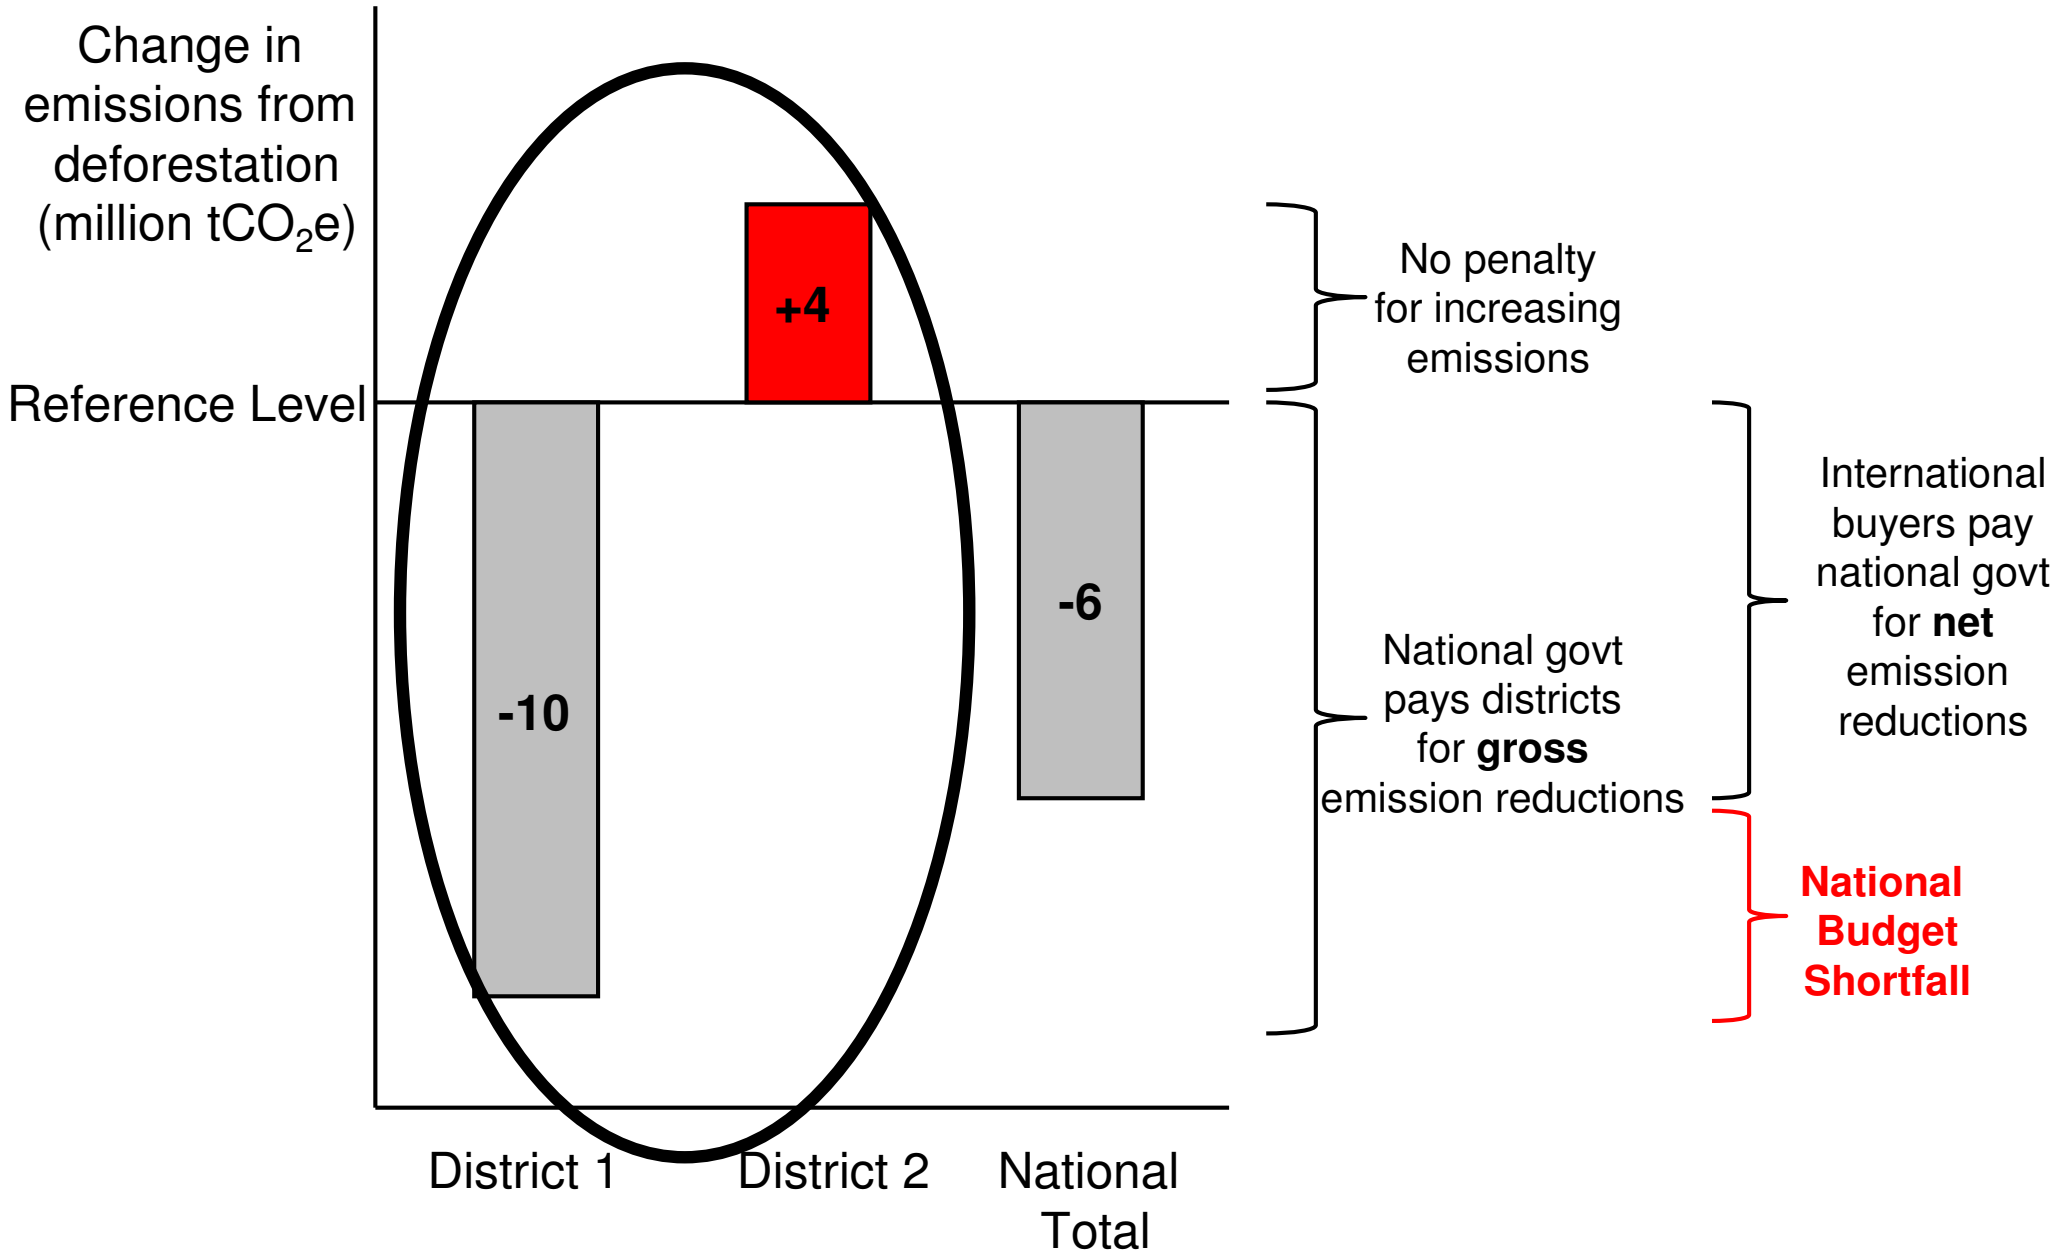 Change in
emissions from
deforestation
(million tCO₂e)
+4
No penalty
for increasing
emissions
Reference Level
-10
-6
National govt
pays districts
for gross
emission reductions
International
buyers pay
national govt
for net
emission
reductions
National
Budget
Shortfall
District 1
District 2
National
Total